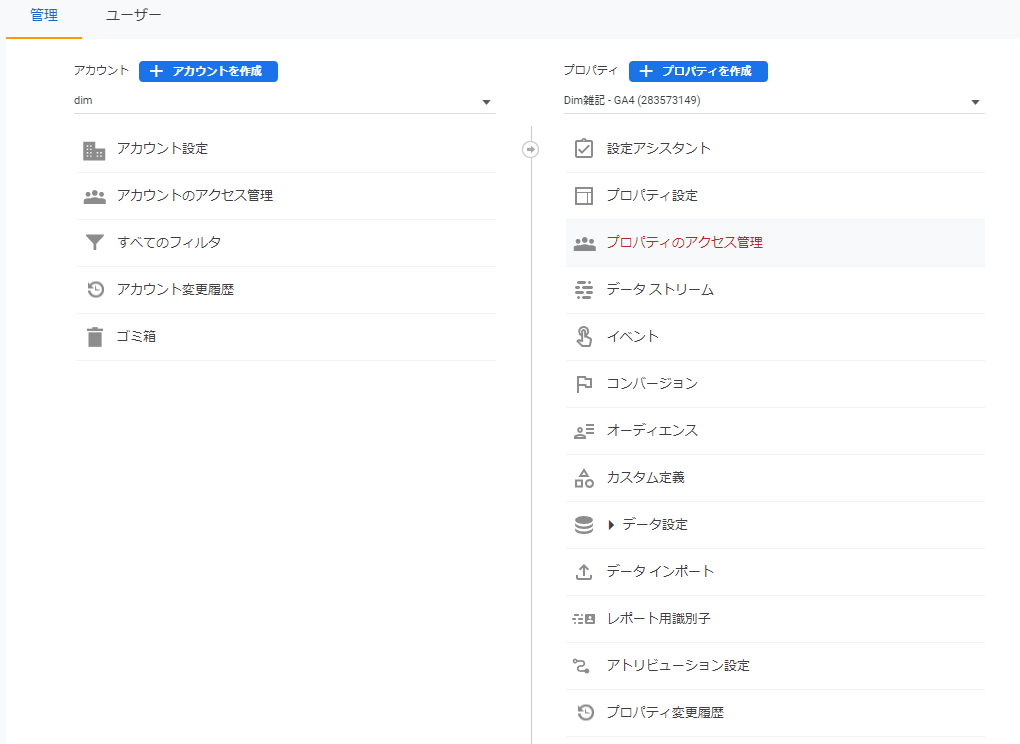 管理
ユーザー
アカウント
アカウントを作成
dim
アカウント設定
アカウントのアクセス管理
すべてのフィルタ
アカウント変更履歴
ゴミ箱
プロパティ
プロパティを作成
Dim雑記 - GA4 (283573149)
設定アシスタント
プロパティ設定
プロパティのアクセス管理
データ ストリーム
イベント
コンバージョン
オーディエンス
カスタム定義
データ設定
データ インポート
レポート用識別子
アトリビューション設定
プロパティ変更履歴